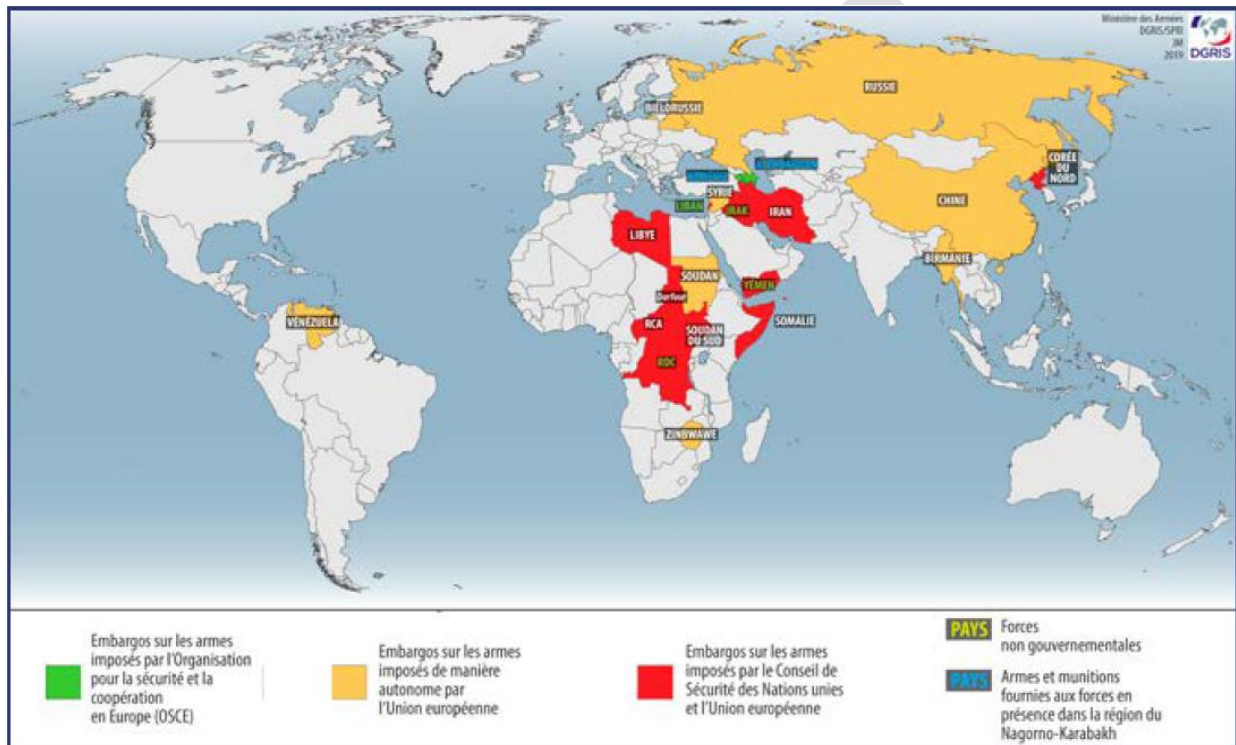 Ministère des Armées
DGRIS/SPBI
JM
2019
DGRIS
RUSSIE
BIÉLORUSSIE
CORÉE
DU
NORD
AZERBAÏDJAN
ARMÉNIE
SYRIE
CHINE
LIBAN
IRAK
IRAN
LIBYE
BIRMANIE
SOUDAN
YÉMEN
Darfour
VENEZUELA
RCA
SOUDAN
DU SUD
SOMALIE
RDC
ZINBWAWE
Embargos sur les armes
imposés par l'Organisation
pour la sécurité et la
coopération
en Europe (OSCE)
Embargos sur les armes
imposés de manière
autonome par
l'Union européenne
Embargos sur les armes
imposés par le Conseil de
Sécurité des Nations unies
et l'Union européenne
PAYS Forces
non gouvernementales
PAYS Armes et munitions
fournies aux forces en
présence dans la région du
Nagorno-Karabakh